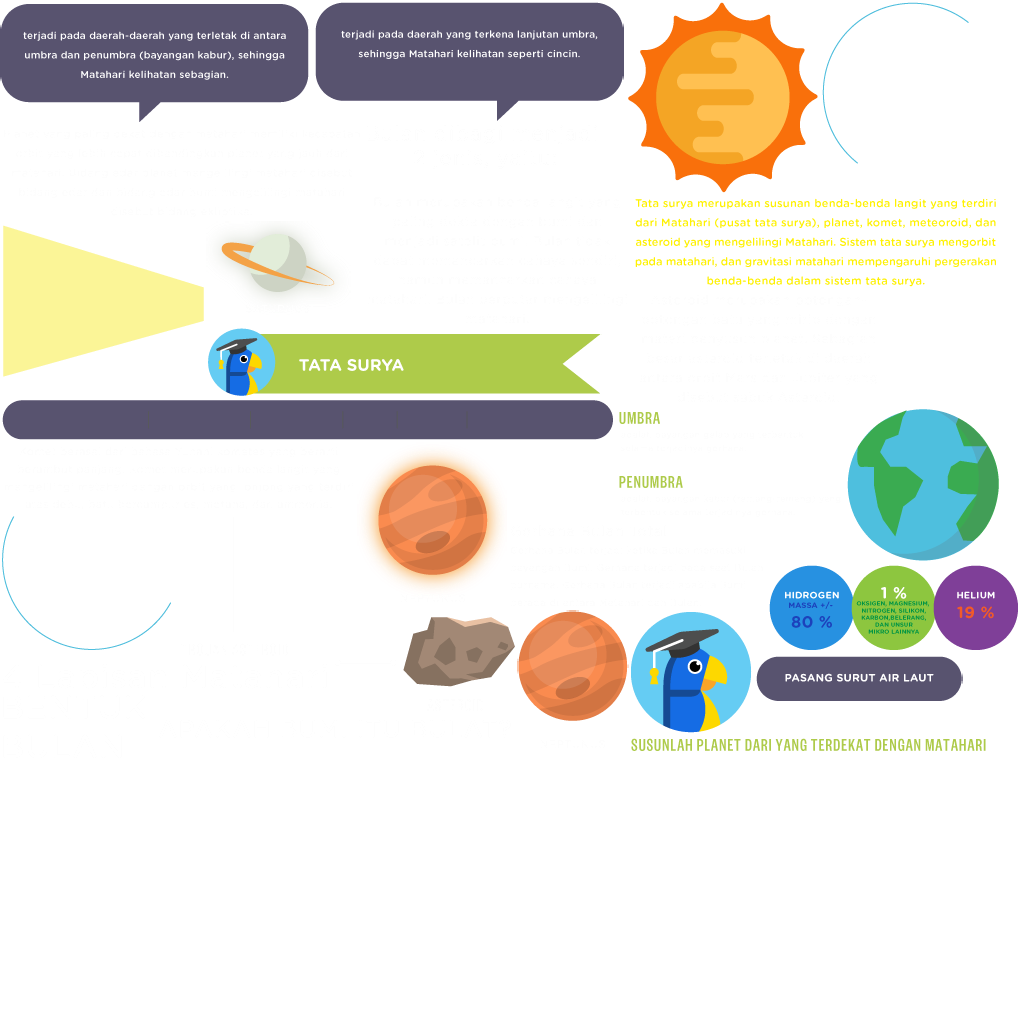 terjadi pada daerah-daerah yang terletak di antara
umbra dan penumbra (bayangan kabur), sehingga
Matahari kelihatan sebagian.
terjadi pada daerah yang terkena lanjutan umbra,
sehingga Matahari kelihatan seperti cincin.
Tata surya merupakan susunan benda-benda langit yang terdiri
dari Matahari (pusat tata surya), planet, komet, meteoroid, dan
asteroid yang mengelilingi Matahari. Sistem tata surya mengorbit
pada matahari, dan gravitasi matahari mempengaruhi pergerakan
benda-benda dalam sistem tata surya.
TATA SURYA
UMBRA
PENUMBRA
HIDROGEN
MASSA +/-
80 %
1 %
OKSIGEN, MAGNESIUM,
NITROGEN, SILIKON,
KARBON,BELERANG,
DAN UNSUR
MIKRO LAINNYA
HELIUM
19 %
PASANG SURUT AIR LAUT
SUSUNLAH PLANET DARI YANG TERDEKAT DENGAN MATAHARI